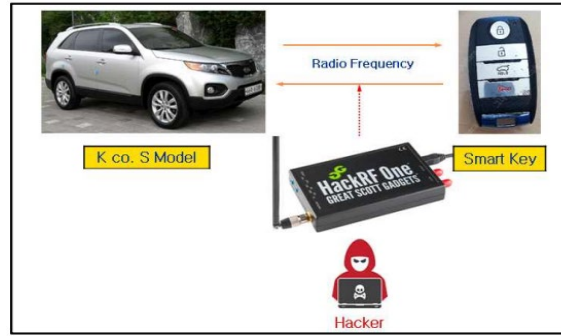 Radio Frequency
K co. S Model
Smart Key
HackRF One
GREAT SCOTT GADGETS
Hacker